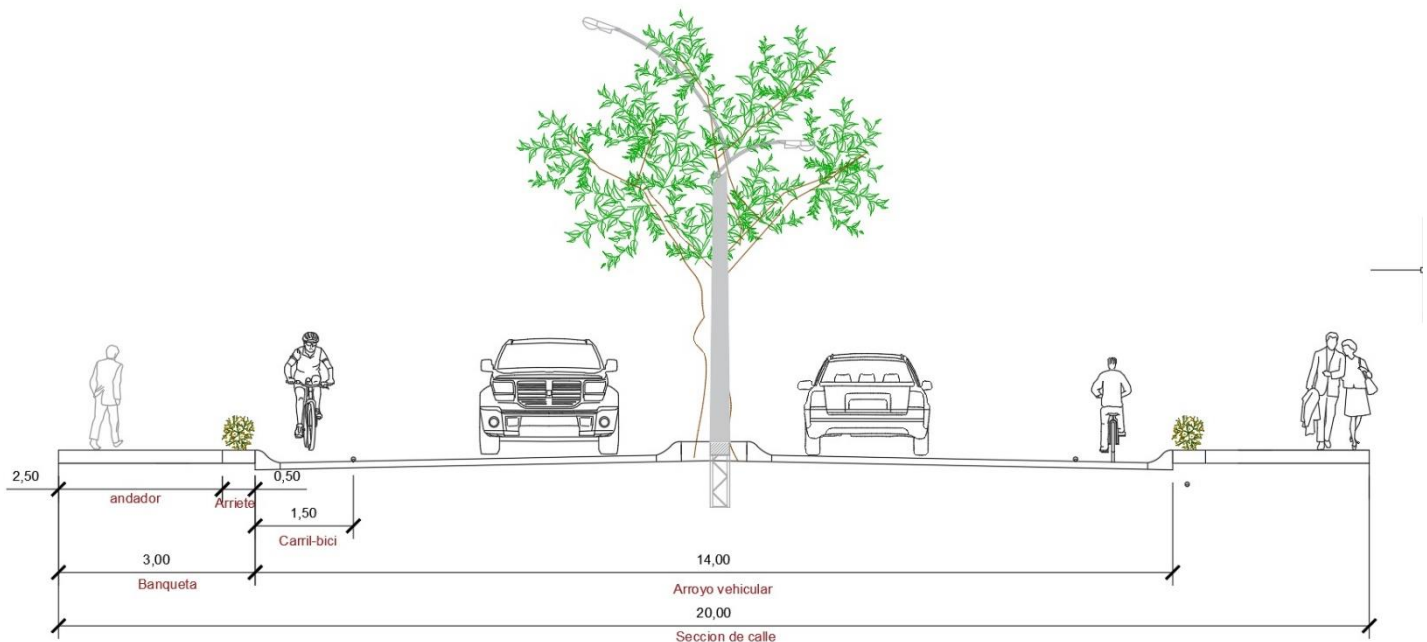 2,50
0,50
andador
Arriete
1,50
Carril-bici
3,00
14,00
Banqueta
Arroyo vehicular
20,00
Seccion de calle